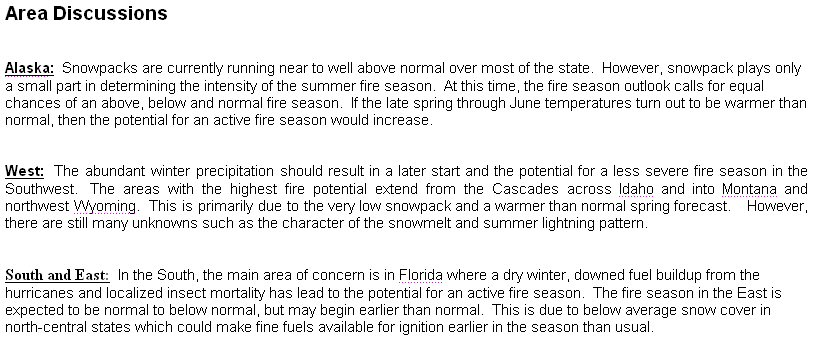 Area Discussions
Alaska:  Snowpacks are currently running near to well above normal over most of the state.  However, snowpack plays only
a small part in determining the intensity of the summer fire season.  At this time, the fire season outlook calls for equal
chances of an above, below and normal fire season.  If the late spring through June temperatures turn out to be warmer than
normal, then the potential for an active fire season would increase.
West:  The abundant winter precipitation should result in a later start and the potential for a less severe fire season in the
Southwest.  The areas with the highest fire potential extend from the Cascades across Idaho and into Montana and
northwest Wyoming.  This is primarily due to the very low snowpack and a warmer than normal spring forecast.    However,
there are still many unknowns such as the character of the snowmelt and summer lightning pattern.
South and East:  In the South, the main area of concern is in Florida where a dry winter, downed fuel buildup from the
hurricanes and localized insect mortality has lead to the potential for an active fire season.  The fire season in the East is
expected to be normal to below normal, but may begin earlier than normal.  This is due to below average snow cover in
north-central states which could make fine fuels available for ignition earlier in the season than usual.